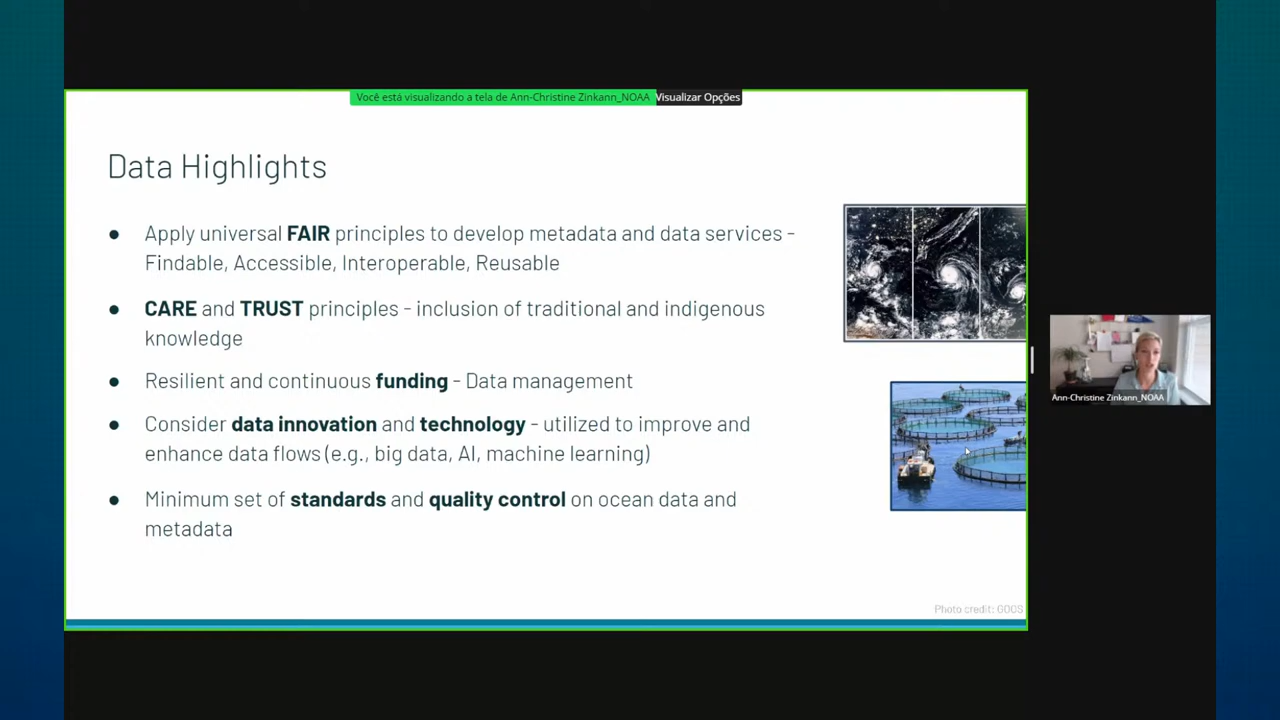 Você está visualizando a tela de Ann-Christine Zinkann_NOAA Visualizar Opções
Data Highlights
● Apply universal FAIR principles to develop metadata and data services -
Findable, Accessible, Interoperable, Reusable
● CARE and TRUST principles - inclusion of traditional and indigenous
knowledge
● Resilient and continuous funding - Data management
● Consider data innovation and technology - utilized to improve and
enhance data flows (e.g., big data, AI, machine learning)
● Minimum set of standards and quality control on ocean data and
metadata
Photo credit: GOOS
Ann-Christine Zinkann_NOAA